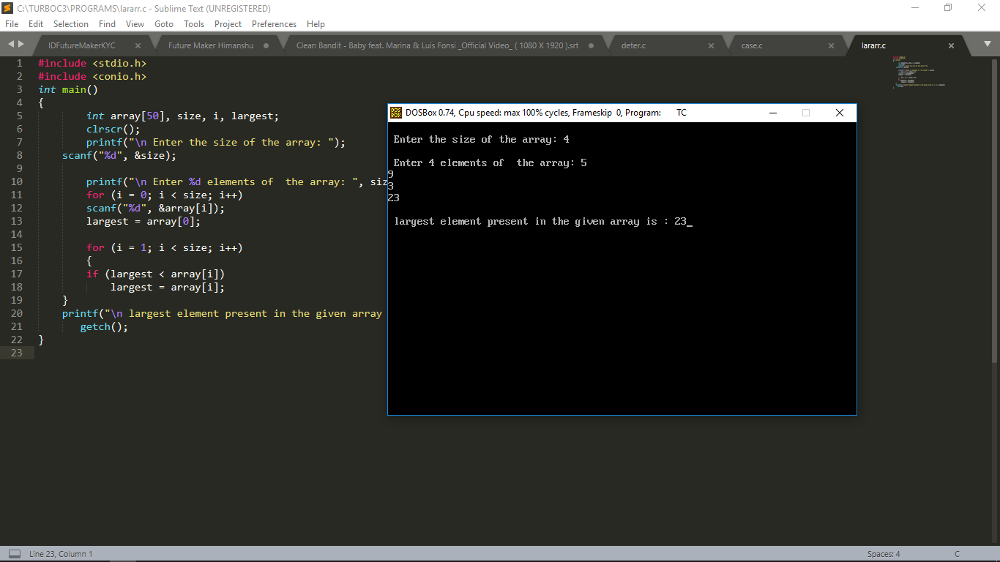 C:\TURBOC3\PROGRAMS\lararr.c - Sublime Text (UNREGISTERED)
File Edit Selection Find View Goto Tools Project Preferences Help
IDFutureMakerKYC Future Maker Himanshu Clean Bandit - Baby feat. Marina & Luis Fonsi _Official Video_ ( 1080 X 1920 ).srt deter.c case.c lararr.c
1 #include <stdio.h>
2 #include <conio.h>
3 int main()
4 {
5 int array[50], size, i, largest;
6 clrscr();
7 printf("\n Enter the size of the array: ");
8 scanf("%d", &size);
9
10 printf("\n Enter %d elements of  the array: ", siz
11 for (i = 0; i < size; i++)
12 scanf("%d", &array[i]);
13 largest = array[0];
14
15 for (i = 1; i < size; i++)
16 {
17 if (largest < array[i])
18 largest = array[i];
19 }
20 printf("\n largest element present in the given array
21 getch();
22 }
23
DOSBox 0.74, Cpu speed: max 100% cycles, Frameskip 0, Program: TC
Enter the size of the array: 4
Enter 4 elements of  the array: 5
9
3
23
largest element present in the given array is : 23_
Line 23, Column 1 Spaces: 4 C